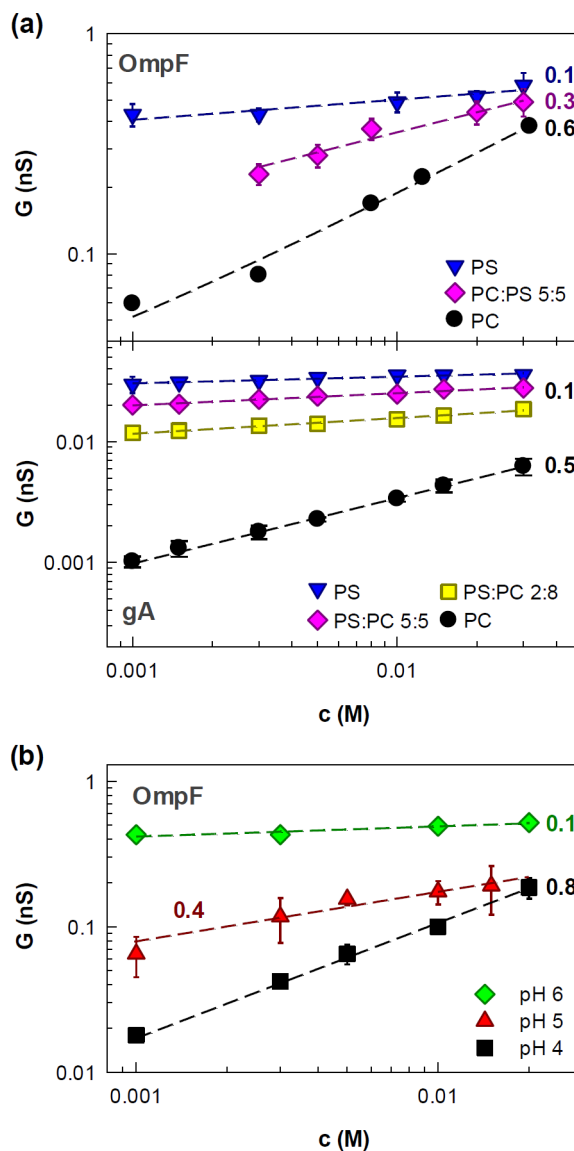 (a)
1
OmpF
0.1
0.3
0.6
G (nS)
0.1
PS
PC:PS 5:5
PC
0.1
0.01
G (nS)
0.5
0.001
PS
PS:PC 2:8
PS:PC 5:5
PC
gA
0.001
0.01
c (M)
(b)
1
OmpF
0.1
0.8
G (nS)
0.4
0.1
pH 6
pH 5
pH 4
0.01
0.001
0.01
c (M)